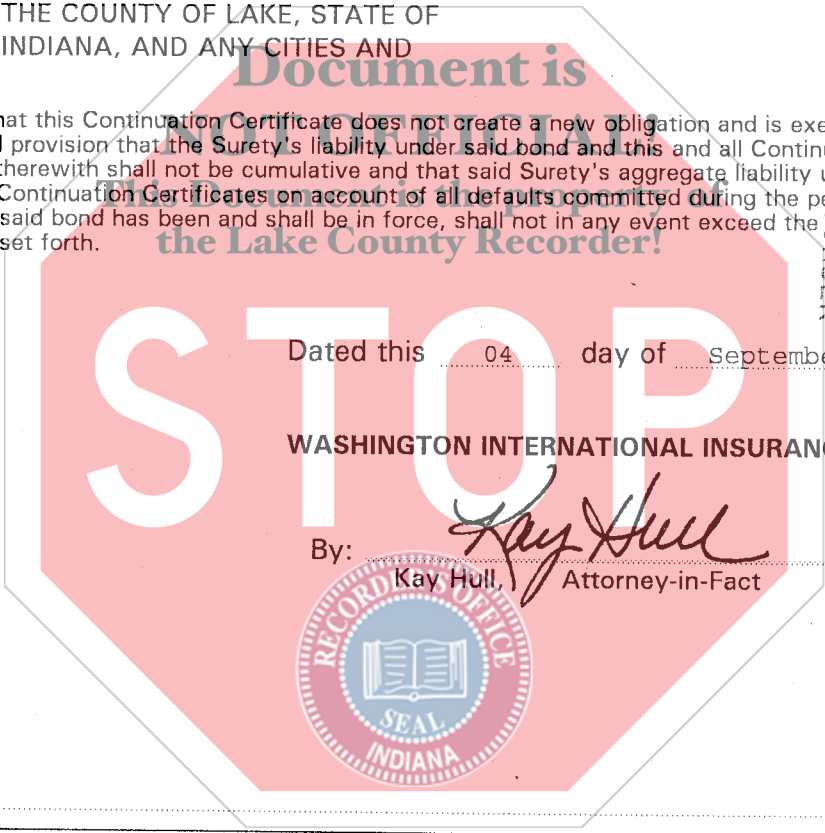 THE COUNTY OF LAKE, STATE OF
INDIANA, AND ANY CITIES AND
Document is
at this Continuation Certificate does not create a new obligation and is exe
NOT OFFICIAL!
provision that the Surety's liability under said bond and this and all Continu
therewith shall not be cumulative and that said Surety's aggregate liability u
This Document is the property of
Continuation Certificates on account of all defaults committed during the pe
said bond has been and shall be in force, shall not in any event exceed the
set forth.
the Lake County Recorder!
STOP
Dated this 04 day of Septembe
WASHINGTON INTERNATIONAL INSURANC
By: Kay Hull
Kay Hull, Attorney-in-Fact
RECORDER'S OFFICE
SEAL
INDIANA